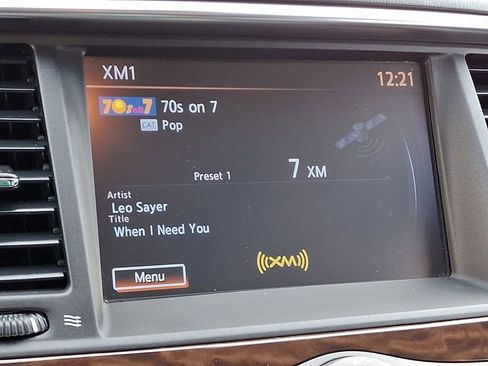 XM1 12:21
70s on 7 70s on 7
CAT Pop
Preset 1 7 XM
Artist
Leo Sayer
Title
When I Need You
((XM))
Menu